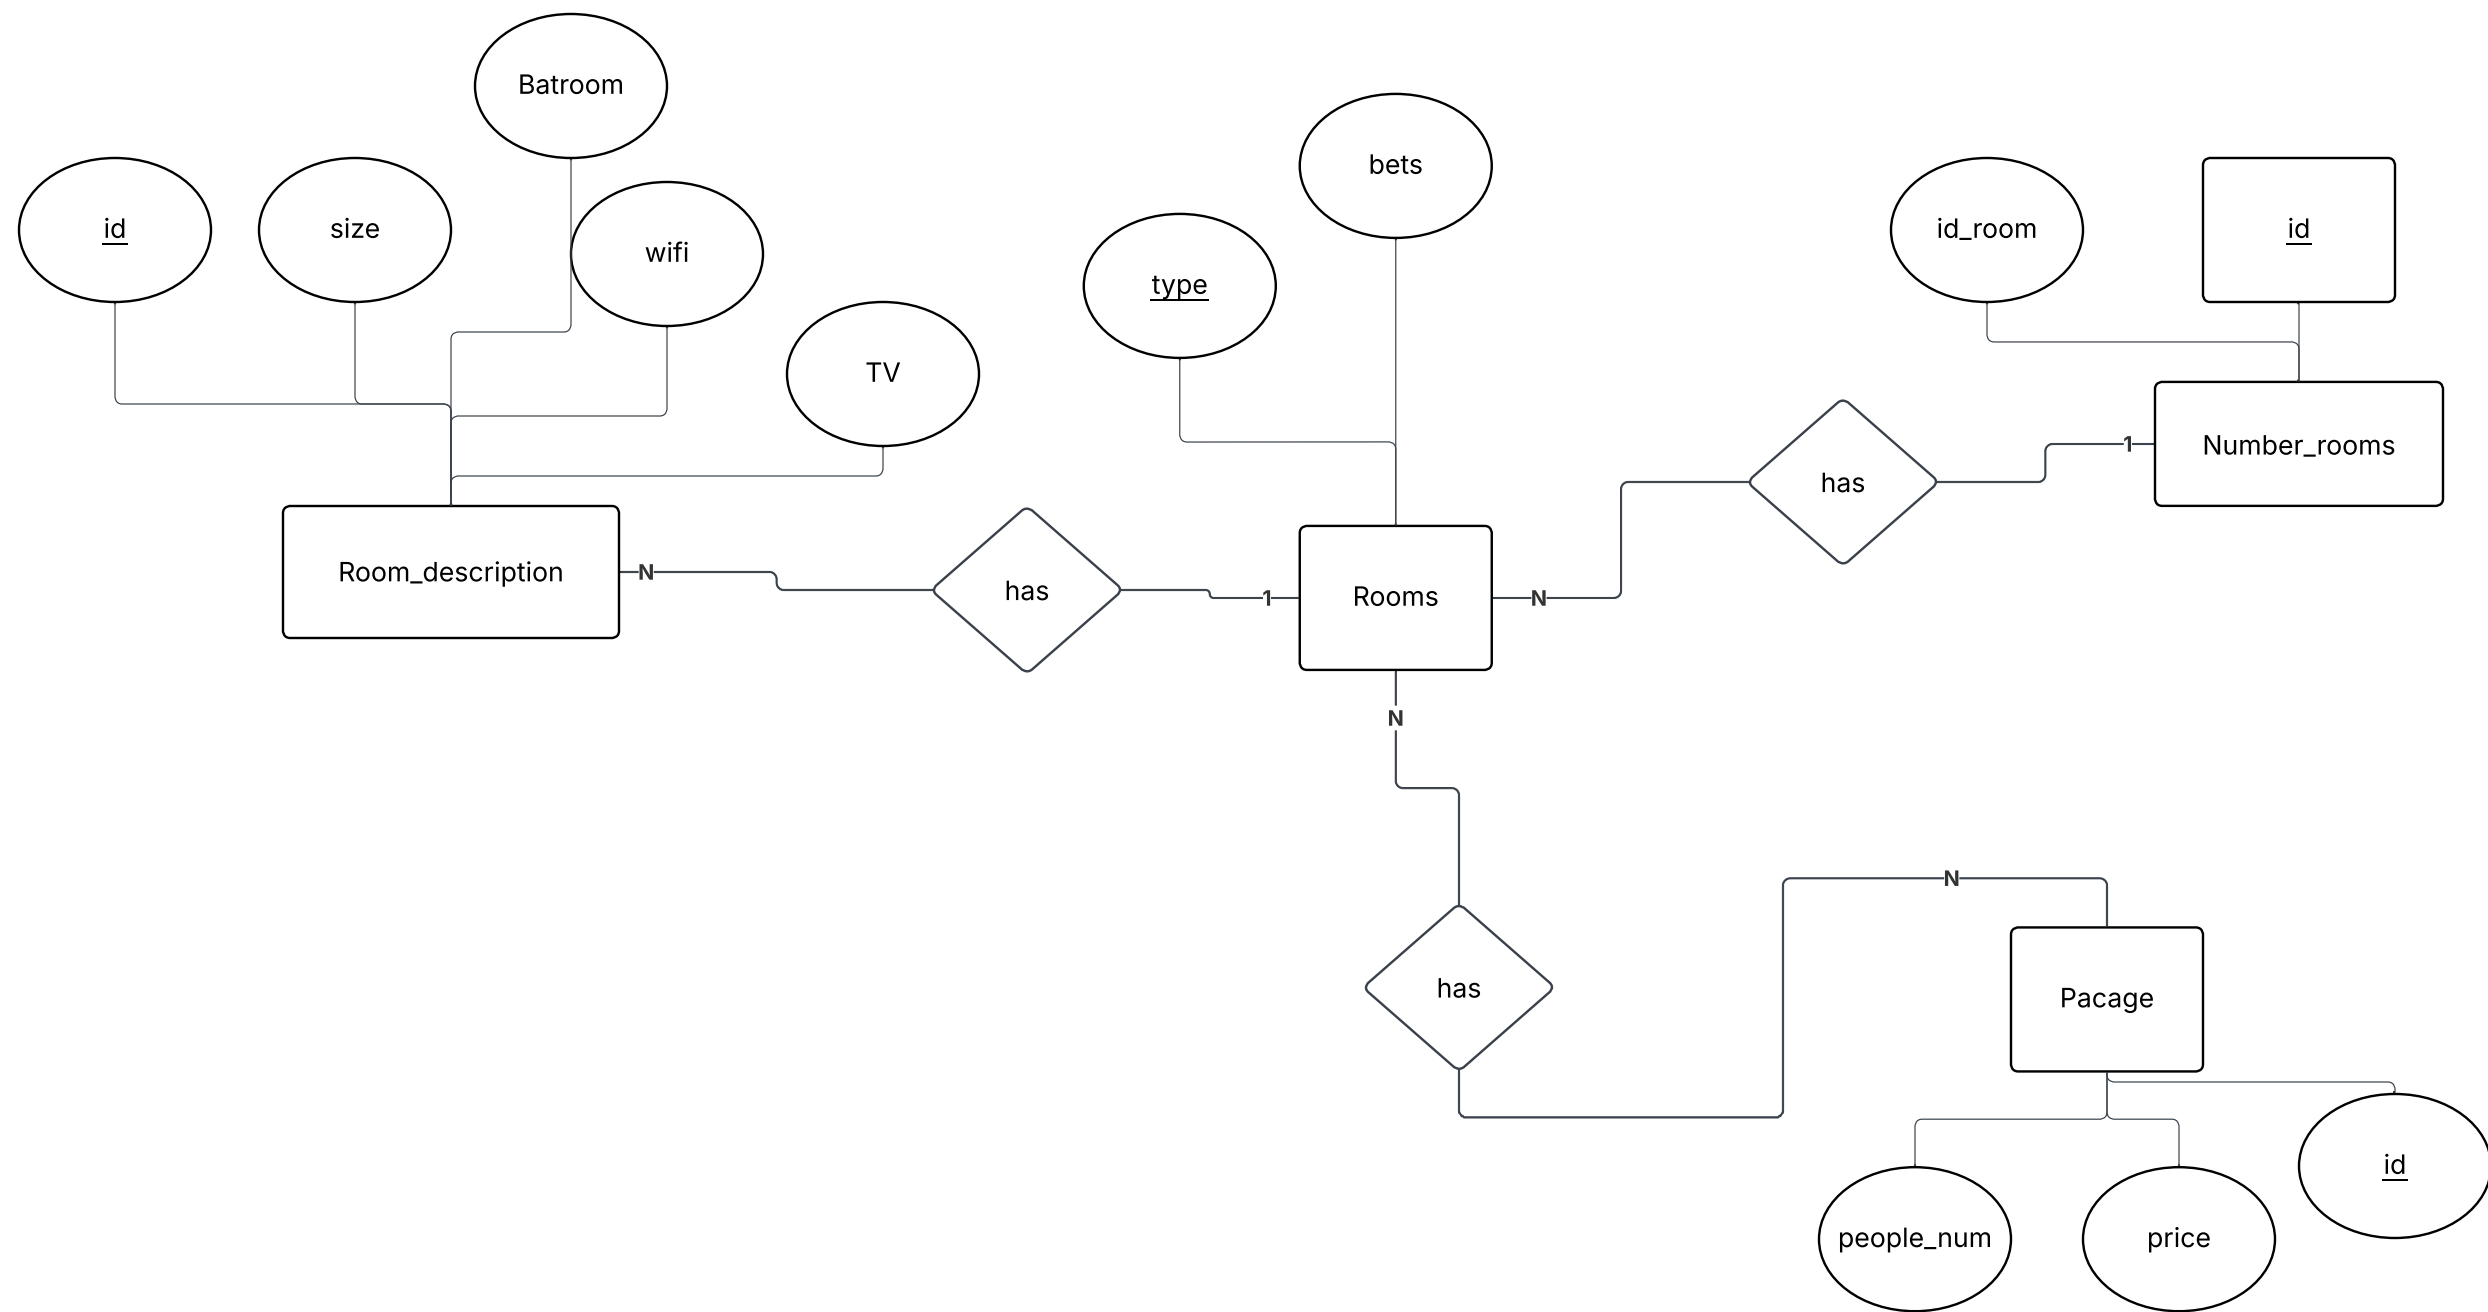 Batroom
bets
id
size
wifi
type
id_room
id
TV
has
1
Number_rooms
Room_description
N
has
1
Rooms
N
N
N
has
Pacage
id
people_num
price